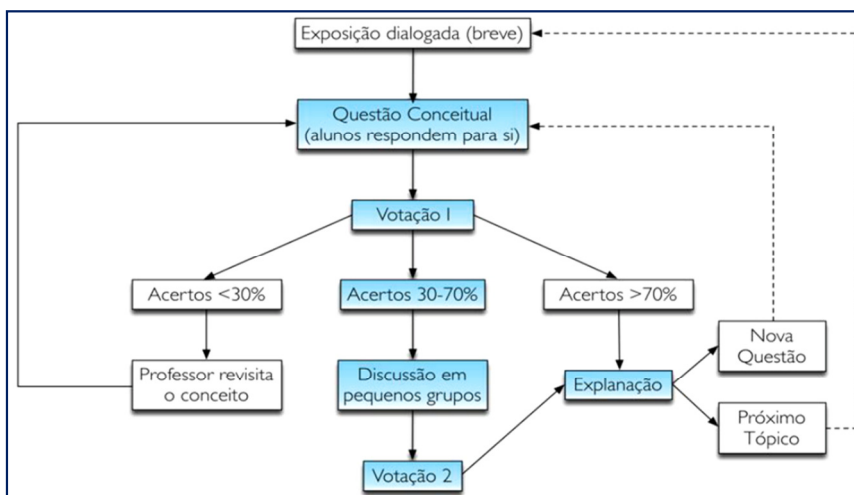 Exposição dialogada (breve)
Questão Conceitual
(alunos respondem para si)
Votação 1
Acertos <30%
Acertos 30-70%
Acertos >70%
Professor revisita
o conceito
Discussão em
pequenos grupos
Explanação
Nova
Questão
Próximo
Tópico
Votação 2